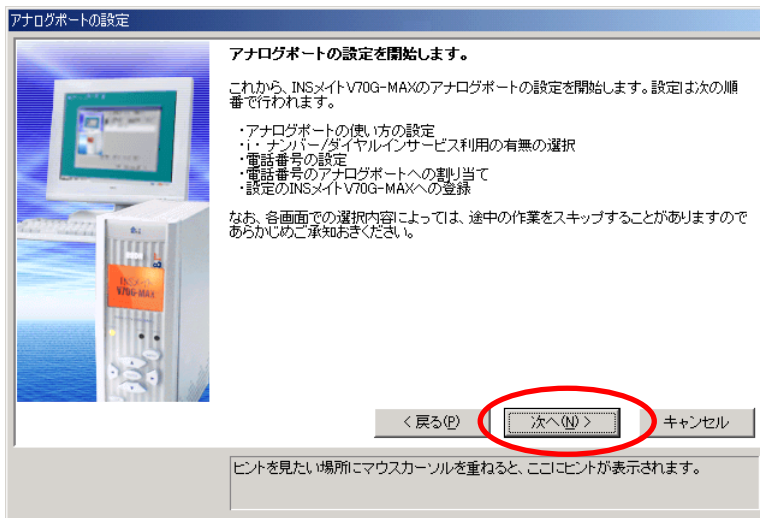 アナログポートの設定
アナログポートの設定を開始します。
これから、INSメイトV70G-MAXのアナログポートの設定を開始します。設定は次の順
番で行われます。
・アナログポートの使い方の設定
・i・ナンバー/ダイヤルインサービス利用の有無の選択
・電話番号の設定
・電話番号のアナログポートへの割り当て
・設定のINSメイトV70G-MAXへの登録
なお、各画面での選択内容によっては、途中の作業をスキップすることがありますので
あらかじめご承知おきください。
INSメイト
V70G-MAX
< 戻る(P)
次へ(N) >
キャンセル
ヒントを見たい場所にマウスカーソルを重ねると、ここにヒントが表示されます。